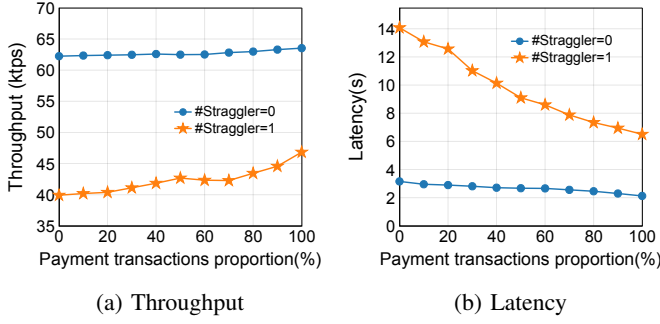 70
65
60
55
50
45
40
35
Throughput (ktps)
#Straggler=0
#Straggler=1
0 20 40 60 80 100
Payment transactions proportion(%)
(a) Throughput
14
12
10
8
6
4
2
0
Latency(s)
#Straggler=0
#Straggler=1
0 20 40 60 80 100
Payment transactions proportion(%)
(b) Latency